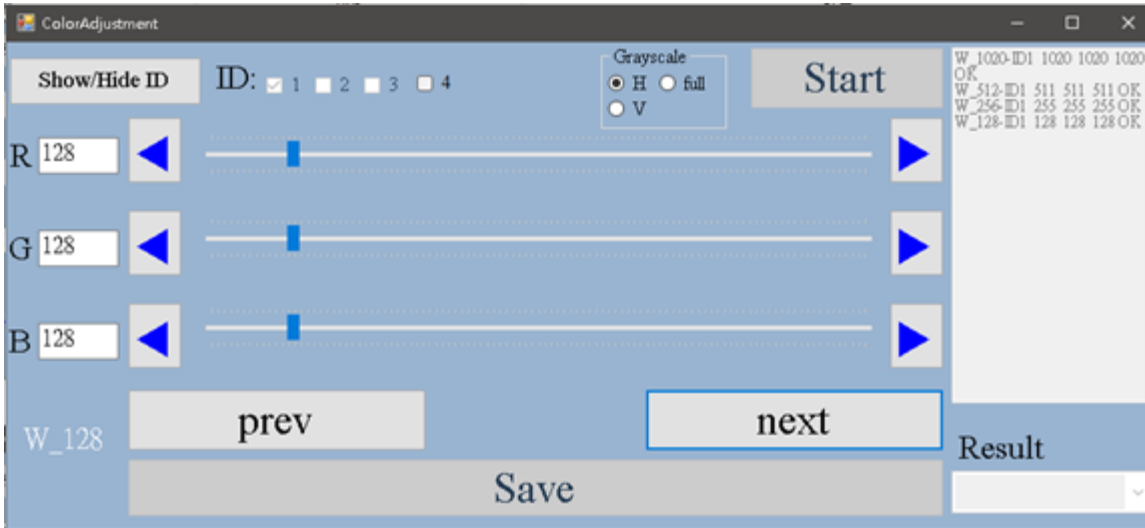 ColorAdjustment
Show/Hide ID
ID: 1 2 3 4
Grayscale
H full
V
Start
W_1020-ID1 1020 1020 1020
OK
W_512-ID1 511 511 511 OK
W_256-ID1 255 255 255 OK
W_128-ID1 128 128 128 OK
R 128
G 128
B 128
prev
next
W_128
Save
Result